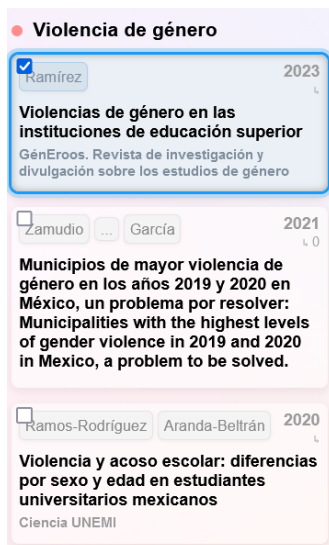 Violencia de género
Ramírez
2023
Violencias de género en las
instituciones de educación superior
GénEroos. Revista de investigación y
divulgación sobre los estudios de género
Zamudio ... García
2021
0
Municipios de mayor violencia de
género en los años 2019 y 2020 en
México, un problema por resolver:
Municipalities with the highest levels
of gender violence in 2019 and 2020
in Mexico, a problem to be solved.
Ramos-Rodríguez Aranda-Beltrán
2020
Violencia y acoso escolar: diferencias
por sexo y edad en estudiantes
universitarios mexicanos
Ciencia UNEMI